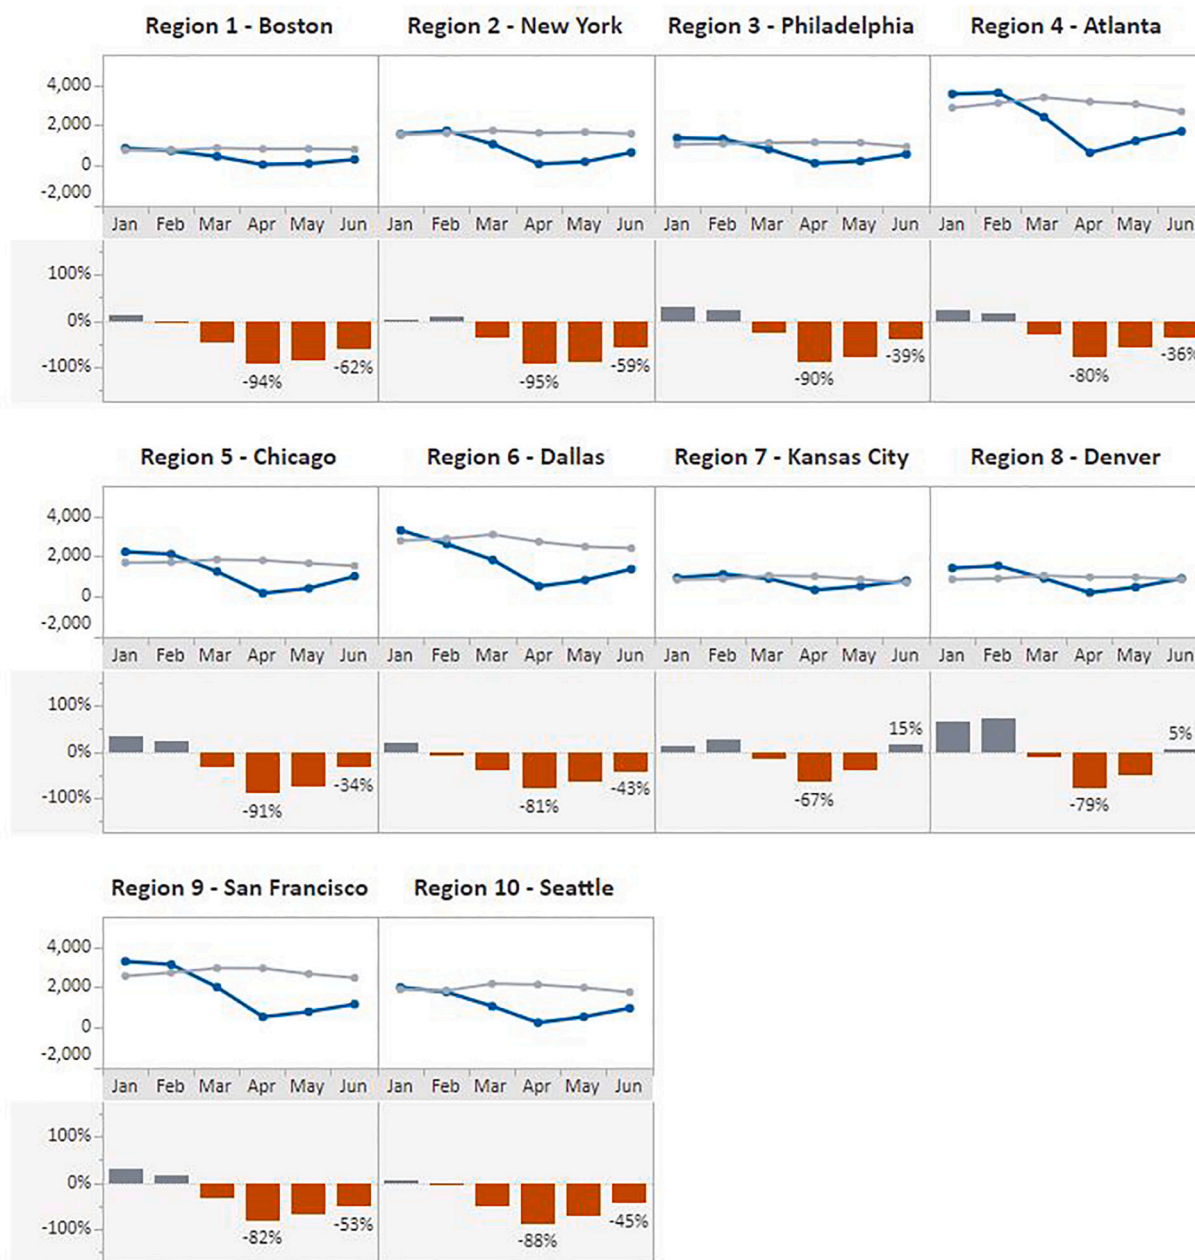 Region 1 - Boston Region 2 - New York Region 3 - Philadelphia Region 4 - Atlanta
4,000
2,000
0
-2,000
Jan Feb Mar Apr May Jun Jan Feb Mar Apr May Jun Jan Feb Mar Apr May Jun Jan Feb Mar Apr May Jun
100%
0%
-100%
-62% -59% -39% -36%
-94% -95% -90% -80%
Region 5 - Chicago Region 6 - Dallas Region 7 - Kansas City Region 8 - Denver
4,000
2,000
0
-2,000
Jan Feb Mar Apr May Jun Jan Feb Mar Apr May Jun Jan Feb Mar Apr May Jun Jan Feb Mar Apr May Jun
100%
15% 5%
0%
-34% -43%
-100%
-91% -81% -67% -79%
Region 9 - San Francisco Region 10 - Seattle
4,000
2,000
0
-2,000
Jan Feb Mar Apr May Jun Jan Feb Mar Apr May Jun
100%
0%
-53% -45%
-100%
-82% -88%